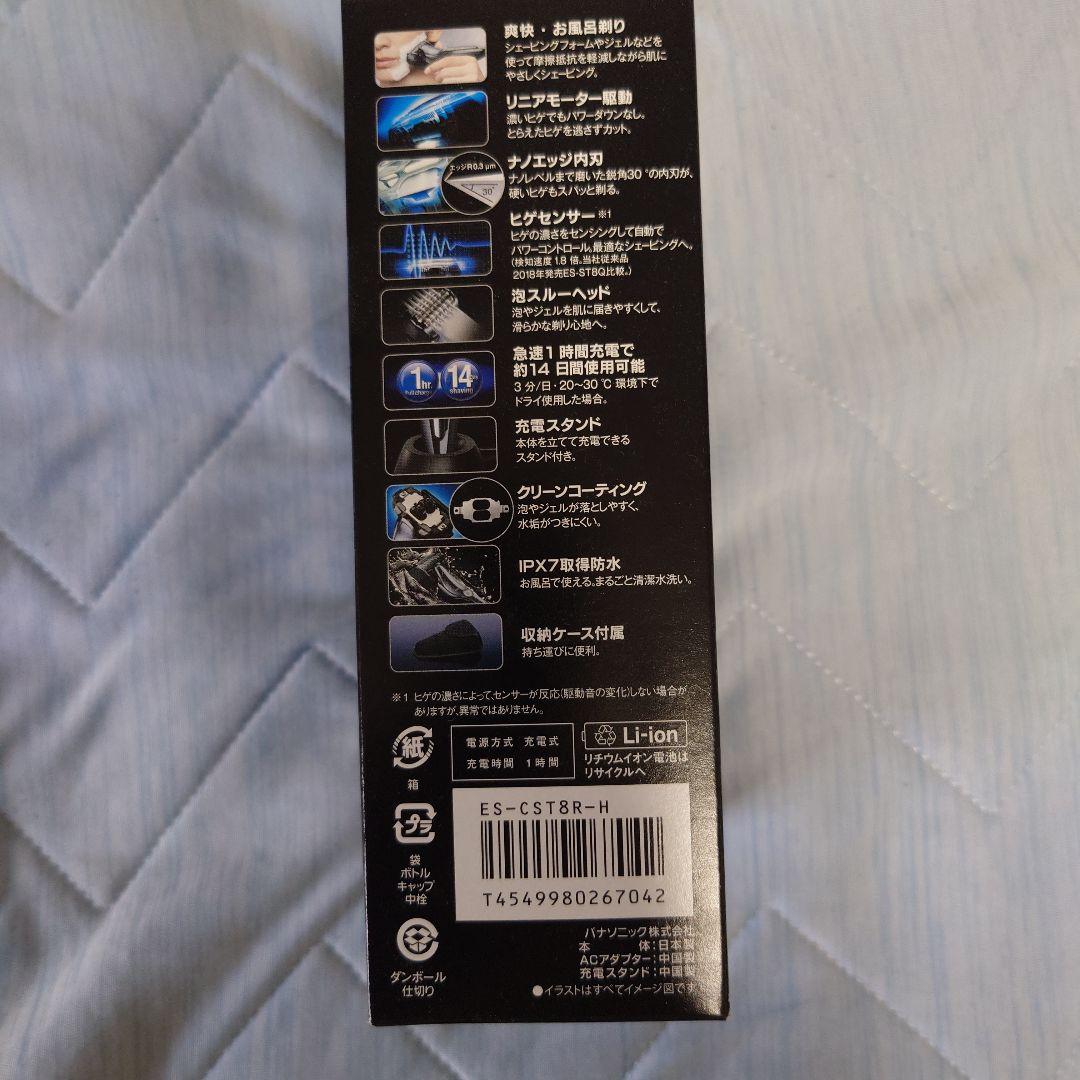 爽快・お風呂剃り
シェービングフォームやジェルなどを
使って摩擦抵抗を軽減しながら肌に
やさしくシェービング。
リニアモーター駆動
濃いヒゲでもパワーダウンなし。
とらえたヒゲを逃さずカット。
エッジR0.3μm
30°
ナノエッジ内刃
ナノレベルまで磨いた鋭角30°の内刃が、
硬いヒゲもスパッと剃る。
ヒゲセンサー※1
ヒゲの濃さをセンシングして自動で
パワーコントロール。最適なシェービングへ。
(検知速度1.8倍。当社従来品
2018年発売ES-ST8Q比較。)
泡スルーヘッド
泡やジェルを肌に届きやすくして、
滑らかな剃り心地へ。
1hr.
full charge
14
shaving
急速1時間充電で
約14日間使用可能
3分/日・20～30℃環境下で
ドライ使用した場合。
充電スタンド
本体を立てて充電できる
スタンド付き。
クリーンコーティング
泡やジェルが落としやすく、
水垢がつきにくい。
IPX7取得防水
お風呂で使える。まるごと清潔水洗い。
収納ケース付属
持ち運びに便利。
※1 ヒゲの濃さによって、センサーが反応(駆動音の変化)しない場合が
ありますが、異常ではありません。
紙
箱
電源方式 充電式
充電時間 1時間
Li-ion
リチウムイオン電池は
リサイクルへ
プラ
袋
ボトル
キャップ
中栓
ES-CST8R-H
T4549980267042
ダンボール
仕切り
パナソニック株式会社
本 体:日本製
ACアダプター:中国製
充電スタンド:中国製
●イラストはすべてイメージ図です